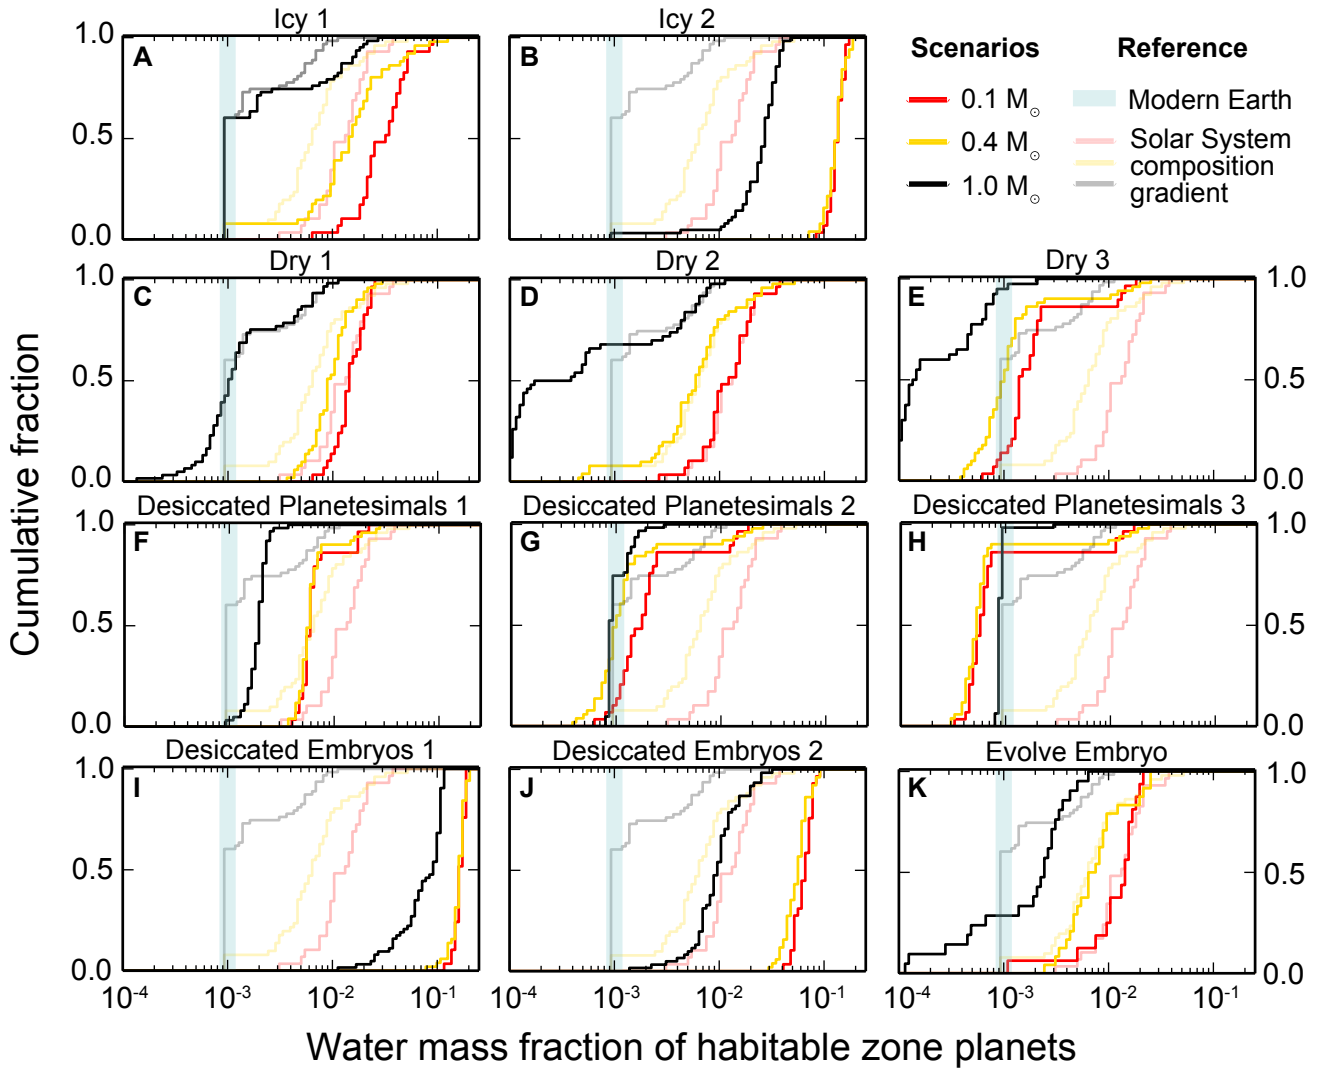 Icy 1
Icy 2
1.0
A
B
0.5
0.0
Scenarios
Reference
0.1 M☉
0.4 M☉
1.0 M☉
Modern Earth
Solar System
composition
gradient
Dry 1
Dry 2
Dry 3
1.0
C
D
E
1.0
0.5
0.5
0.0
0.0
Desiccated Planetesimals 1
Desiccated Planetesimals 2
Desiccated Planetesimals 3
1.0
F
G
H
1.0
0.5
0.5
0.0
0.0
Desiccated Embryos 1
Desiccated Embryos 2
Evolve Embryo
1.0
I
J
K
1.0
0.5
0.5
0.0
0.0
10-4 10-3 10-2 10-1
10-4 10-3 10-2 10-1
10-4 10-3 10-2 10-1
Cumulative fraction
Water mass fraction of habitable zone planets